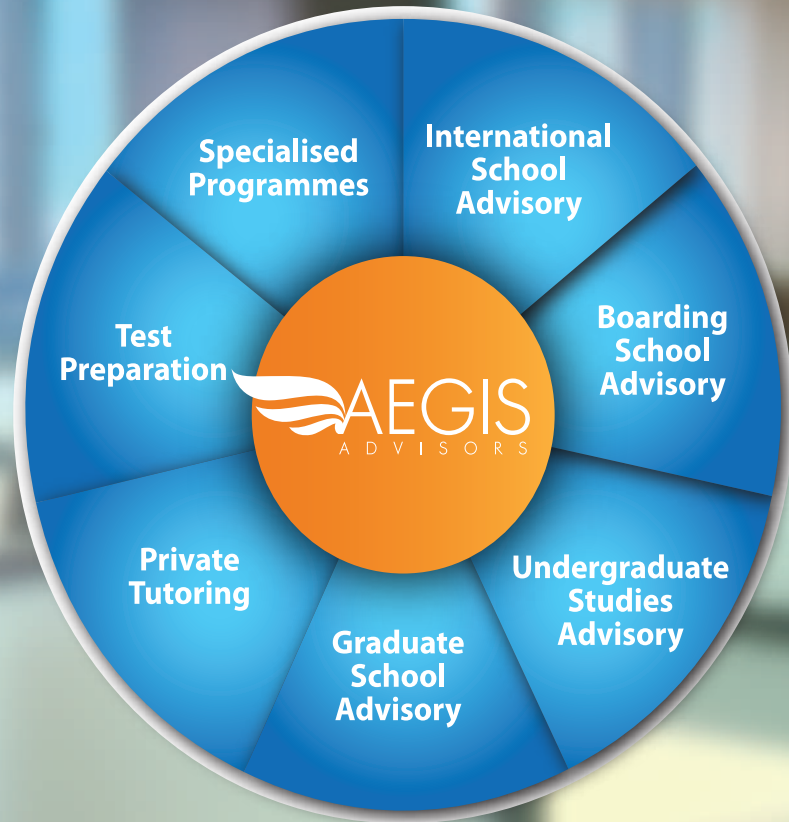 International
School
Advisory
Boarding
School
Advisory
Undergraduate
Studies
Advisory
Graduate
School
Advisory
Private
Tutoring
Test
Preparation
Specialised
Programmes
AEGIS
ADVISORS